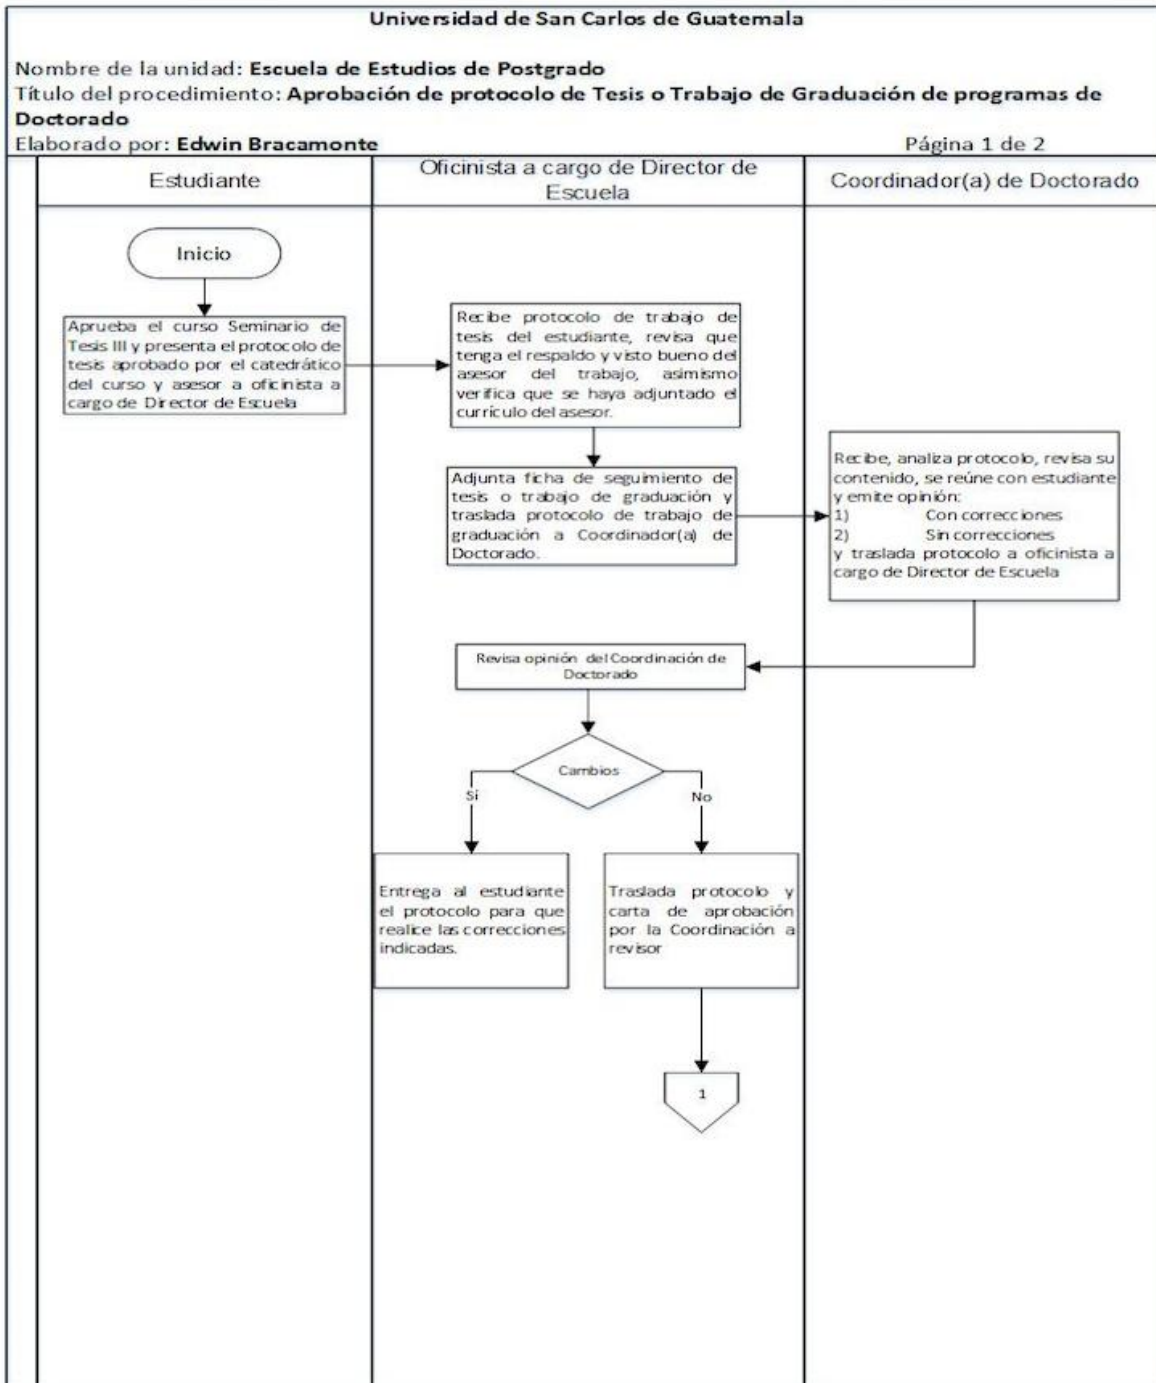 Universidad de San Carlos de Guatemala
Nombre de la unidad: Escuela de Estudios de Postgrado
Título del procedimiento: Aprobación de protocolo de Tesis o Trabajo de Graduación de programas de
Doctorado
Elaborado por: Edwin Bracamonte
Página 1 de 2
Estudiante
Oficinista a cargo de Director de
Escuela
Coordinador(a) de Doctorado
Inicio
Aprueba el curso Seminario de
Tesis III y presenta el protocolo de
tesis aprobado por el catedrático
del curso y asesor a oficinista a
cargo de Director de Escuela
Recibe protocolo de trabajo de
tesis del estudiante, revisa que
tenga el respaldo y visto bueno del
asesor del trabajo, asimismo
verifica que se haya adjuntado el
currículo del asesor.
Adjunta ficha de seguimiento de
tesis o trabajo de graduación y
traslada protocolo de trabajo de
graduación a Coordinador(a) de
Doctorado.
Recibe, analiza protocolo, revisa su
contenido, se reúne con estudiante
y emite opinión:
1) Con correcciones
2) Sin correcciones
y traslada protocolo a oficinista a
cargo de Director de Escuela
Revisa opinión del Coordinación de
Doctorado
Cambios
Sí
No
Entrega al estudiante
el protocolo para que
realice las correcciones
indicadas.
Traslada protocolo y
carta de aprobación
por la Coordinación a
revisor
1